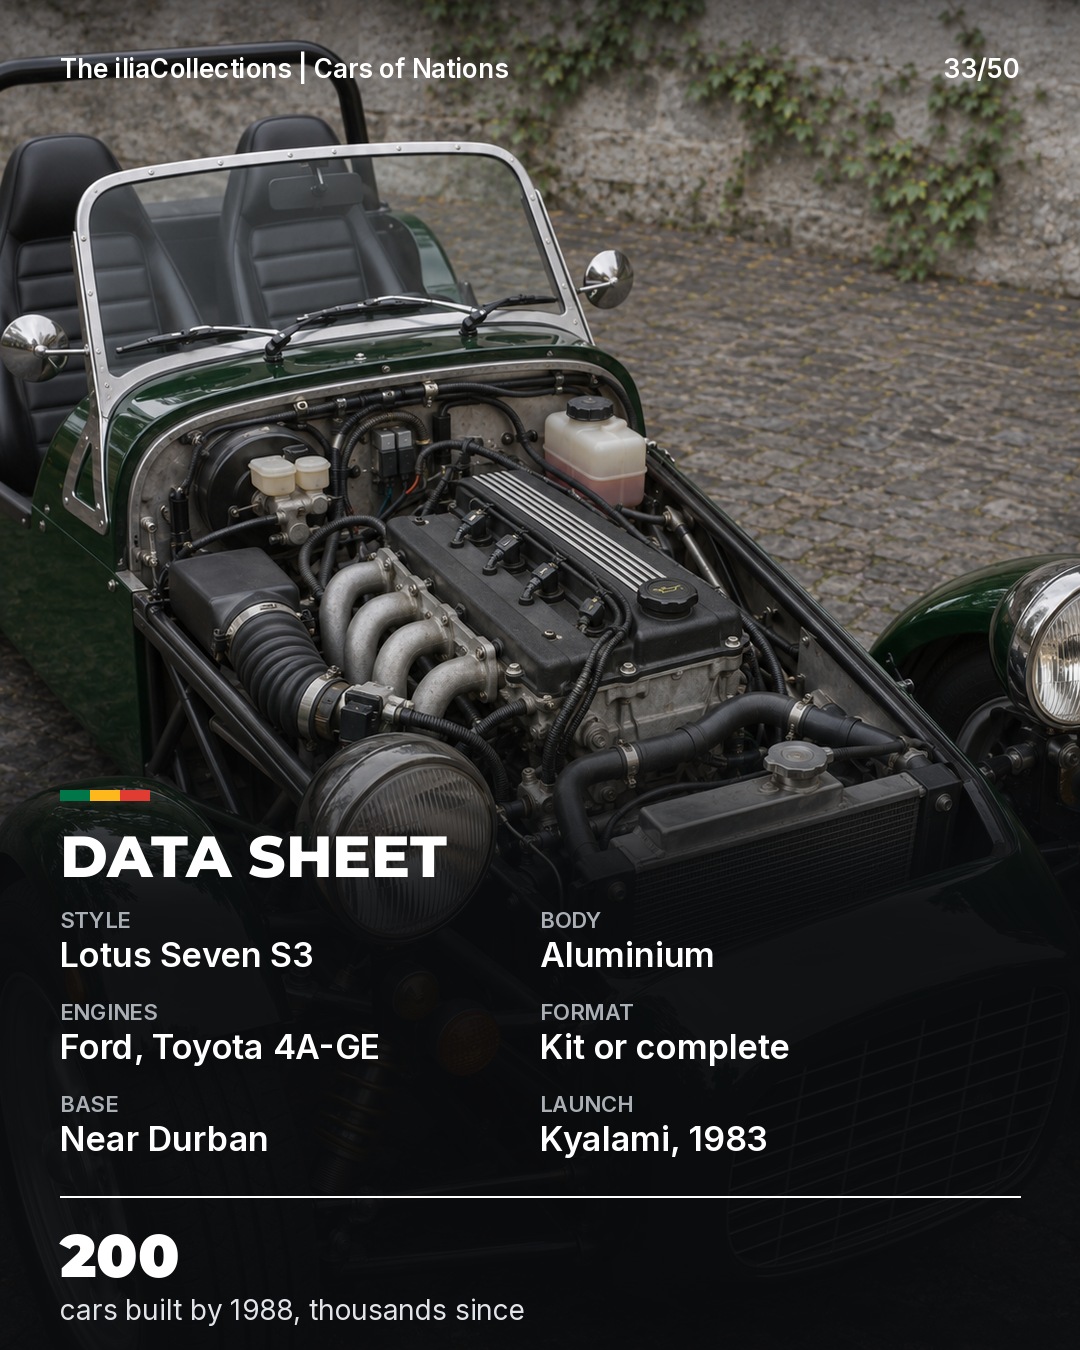 The iliaCollections | Cars of Nations
33/50
DATA SHEET
STYLE
Lotus Seven S3
BODY
Aluminium
ENGINES
Ford, Toyota 4A-GE
FORMAT
Kit or complete
BASE
Near Durban
LAUNCH
Kyalami, 1983
200
cars built by 1988, thousands since